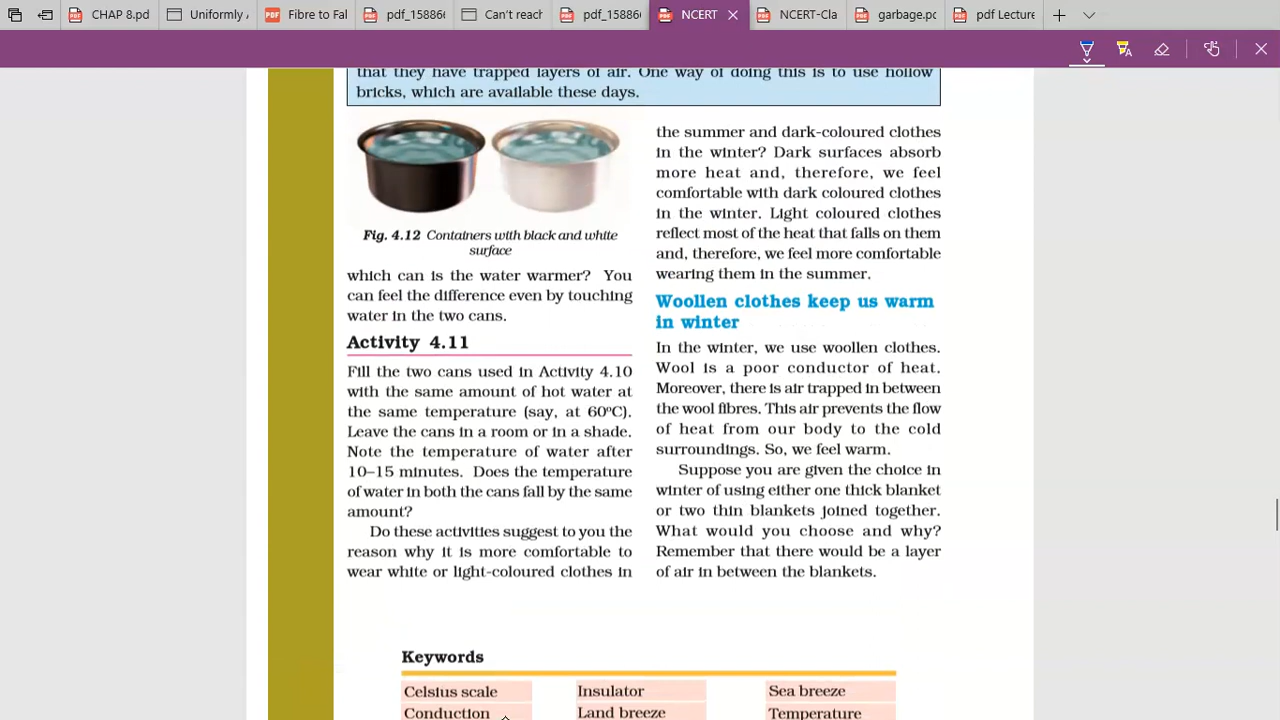 CHAP 8.pd
Uniformly A
Fibre to Fal
pdf_15886
Can't reach
pdf_15886
NCERT
NCERT-Cla
garbage.pc
pdf Lecture
that they have trapped layers of air. One way of doing this is to use hollow
bricks, which are available these days.
Fig. 4.12 Containers with black and white
surface
which can is the water warmer? You
can feel the difference even by touching
water in the two cans.
Activity 4.11
Fill the two cans used in Activity 4.10
with the same amount of hot water at
the same temperature (say, at 60ºC).
Leave the cans in a room or in a shade.
Note the temperature of water after
10–15 minutes. Does the temperature
of water in both the cans fall by the same
amount?
Do these activities suggest to you the
reason why it is more comfortable to
wear white or light-coloured clothes in
the summer and dark-coloured clothes
in the winter? Dark surfaces absorb
more heat and, therefore, we feel
comfortable with dark coloured clothes
in the winter. Light coloured clothes
reflect most of the heat that falls on them
and, therefore, we feel more comfortable
wearing them in the summer.
Woollen clothes keep us warm
in winter
In the winter, we use woollen clothes.
Wool is a poor conductor of heat.
Moreover, there is air trapped in between
the wool fibres. This air prevents the flow
of heat from our body to the cold
surroundings. So, we feel warm.
Suppose you are given the choice in
winter of using either one thick blanket
or two thin blankets joined together.
What would you choose and why?
Remember that there would be a layer
of air in between the blankets.
Keywords
Celsius scale
Insulator
Sea breeze
Conduction
Land breeze
Temperature